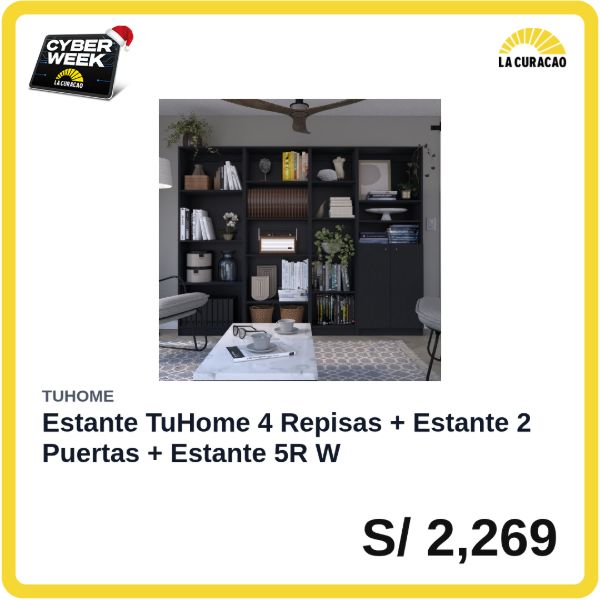 CYBER
WEEK
LA CURACAO
LA CURACAO
TUHOME
Estante TuHome 4 Repisas + Estante 2
Puertas + Estante 5R W
S/ 2,269